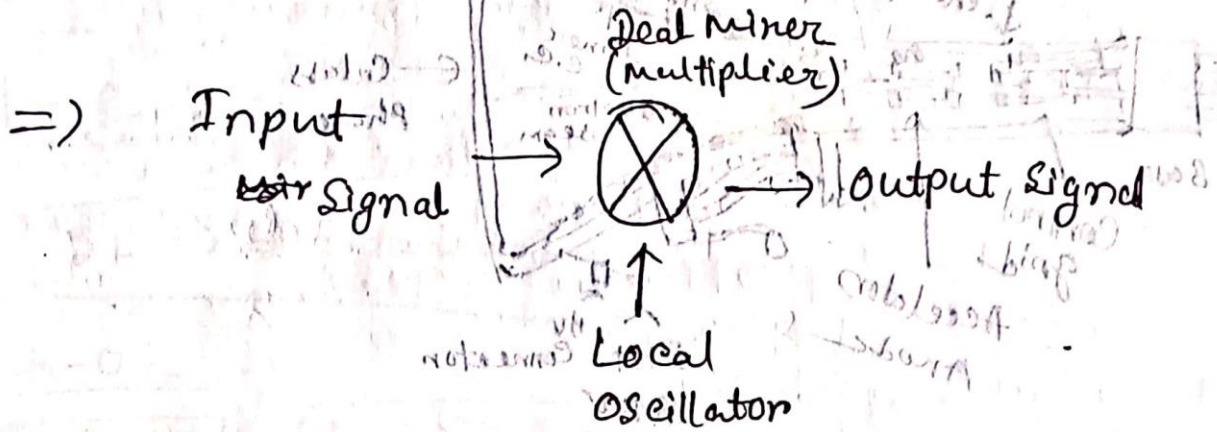 Deal Mixer
(Multiplier)
=> Input
Signal
Output Signal
Local
Oscillator